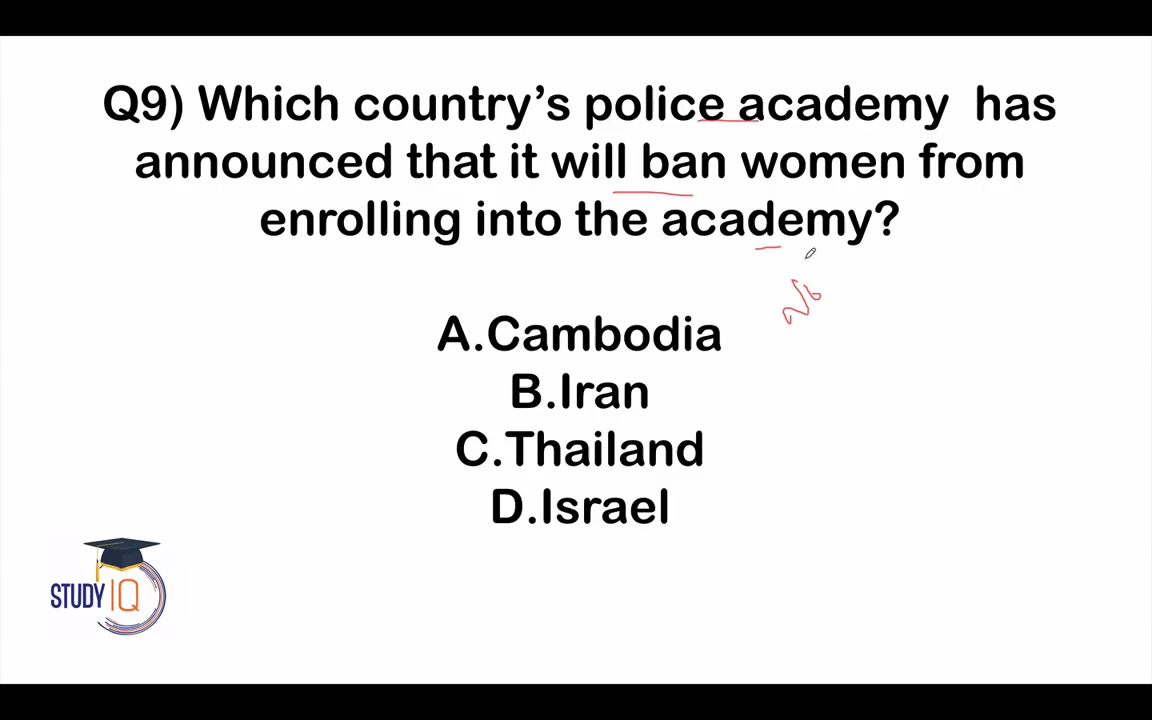 Q9) Which country's police academy has
announced that it will ban women from
enrolling into the academy?
A.Cambodia
B.Iran
C.Thailand
D.Israel
STUDY IQ